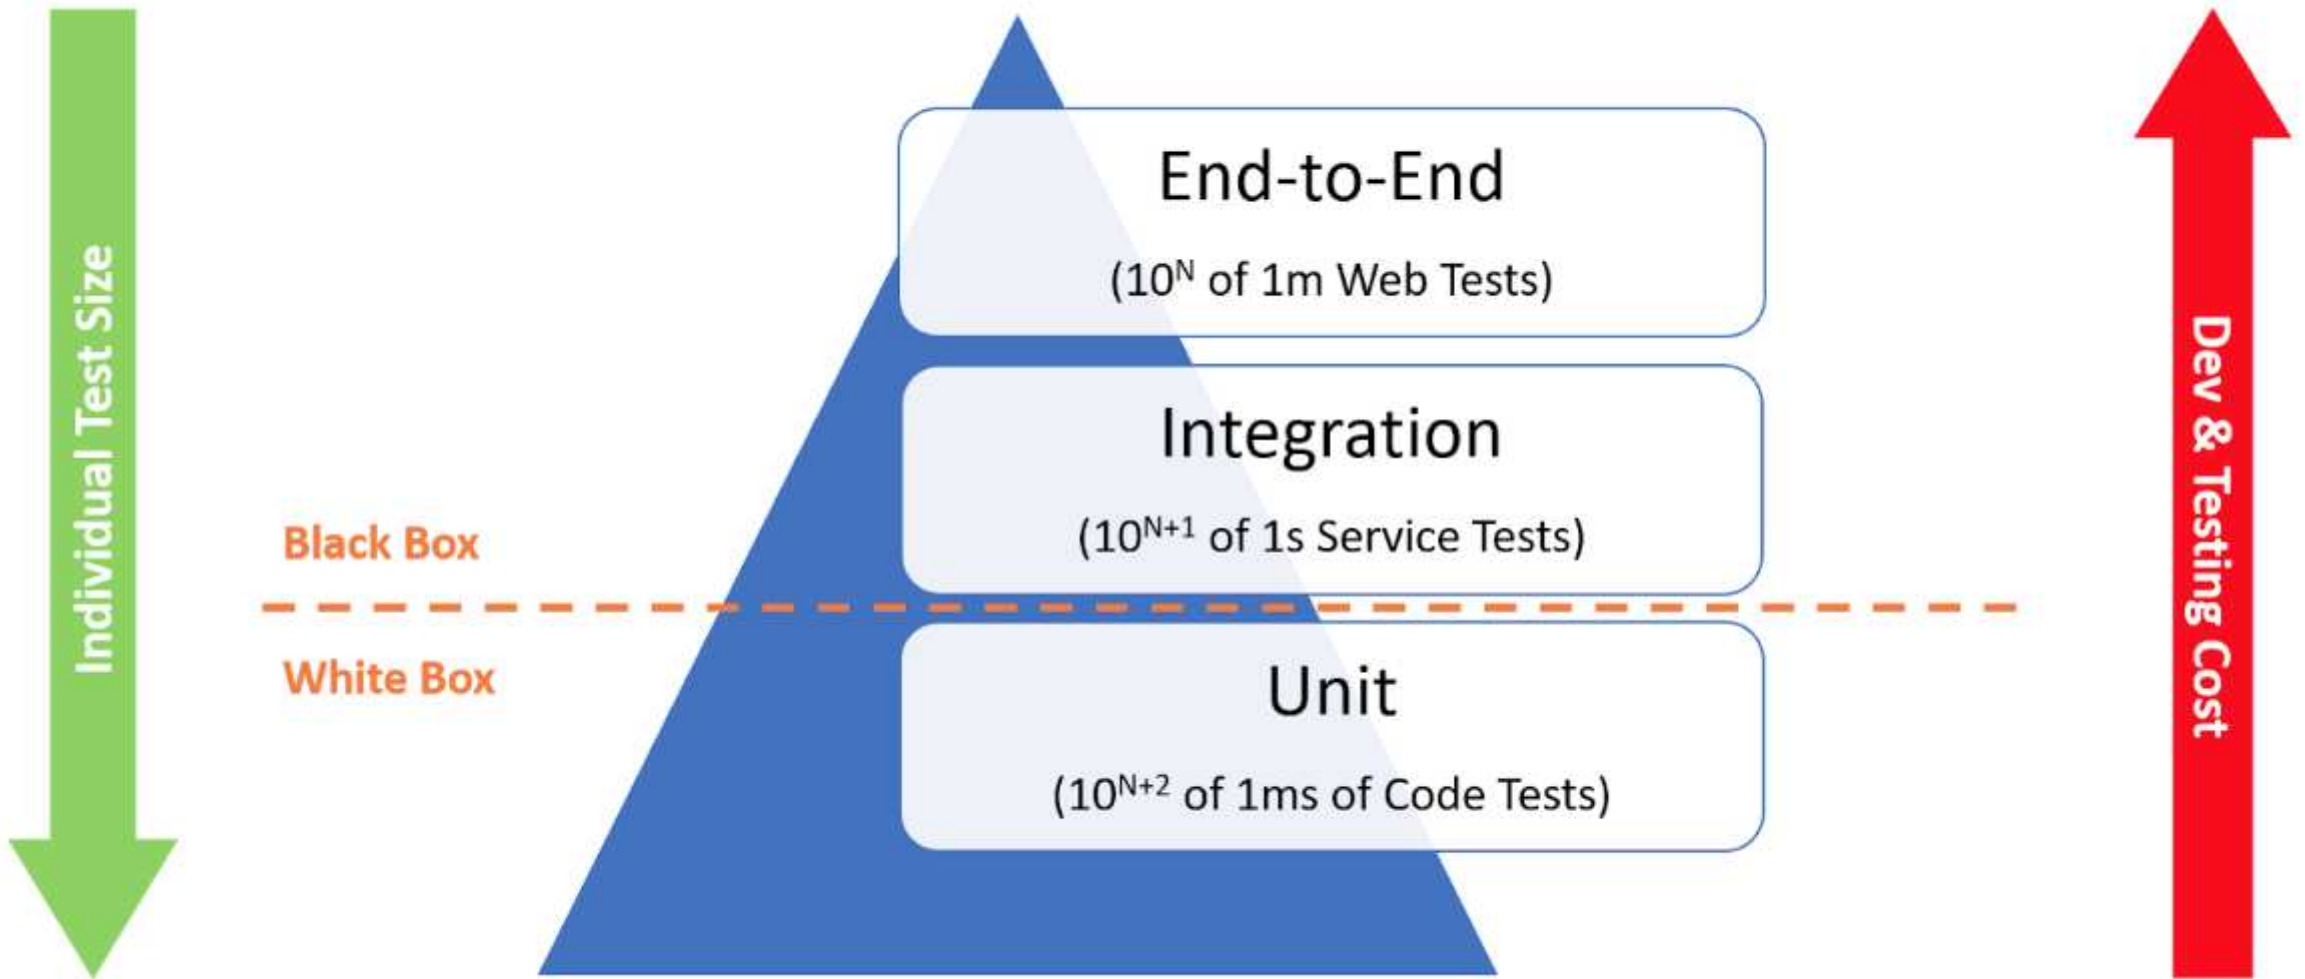 Individual Test Size
End-to-End
(10ᴺ of 1m Web Tests)
Integration
(10ᴺ⁺¹ of 1s Service Tests)
Black Box
White Box
Unit
(10ᴺ⁺² of 1ms of Code Tests)
Dev & Testing Cost